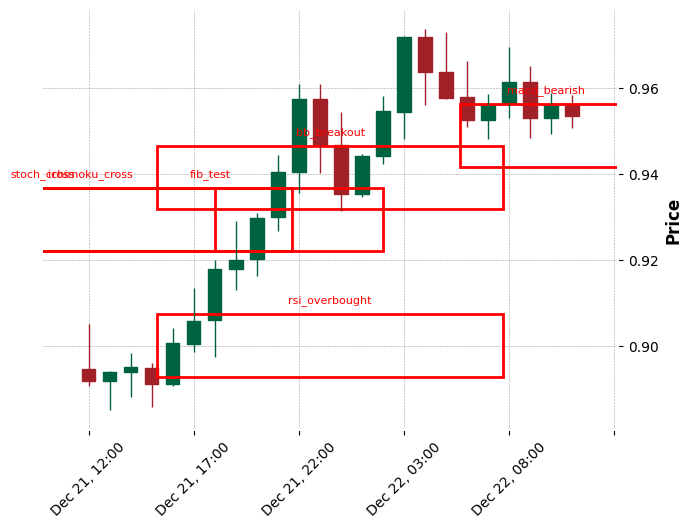 macd_bearish
0.96
bb_breakout
0.94
stoch_cross
ichimoku_cross
fib_test
Price
0.92
rsi_overbought
0.90
Dec 21, 12:00
Dec 21, 17:00
Dec 21, 22:00
Dec 22, 03:00
Dec 22, 08:00